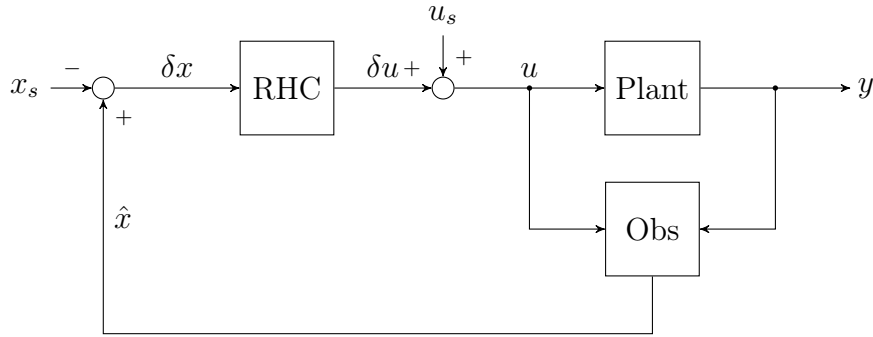 u_s
x_s − δx RHC δu + + u Plant y
+
x̂ Obs